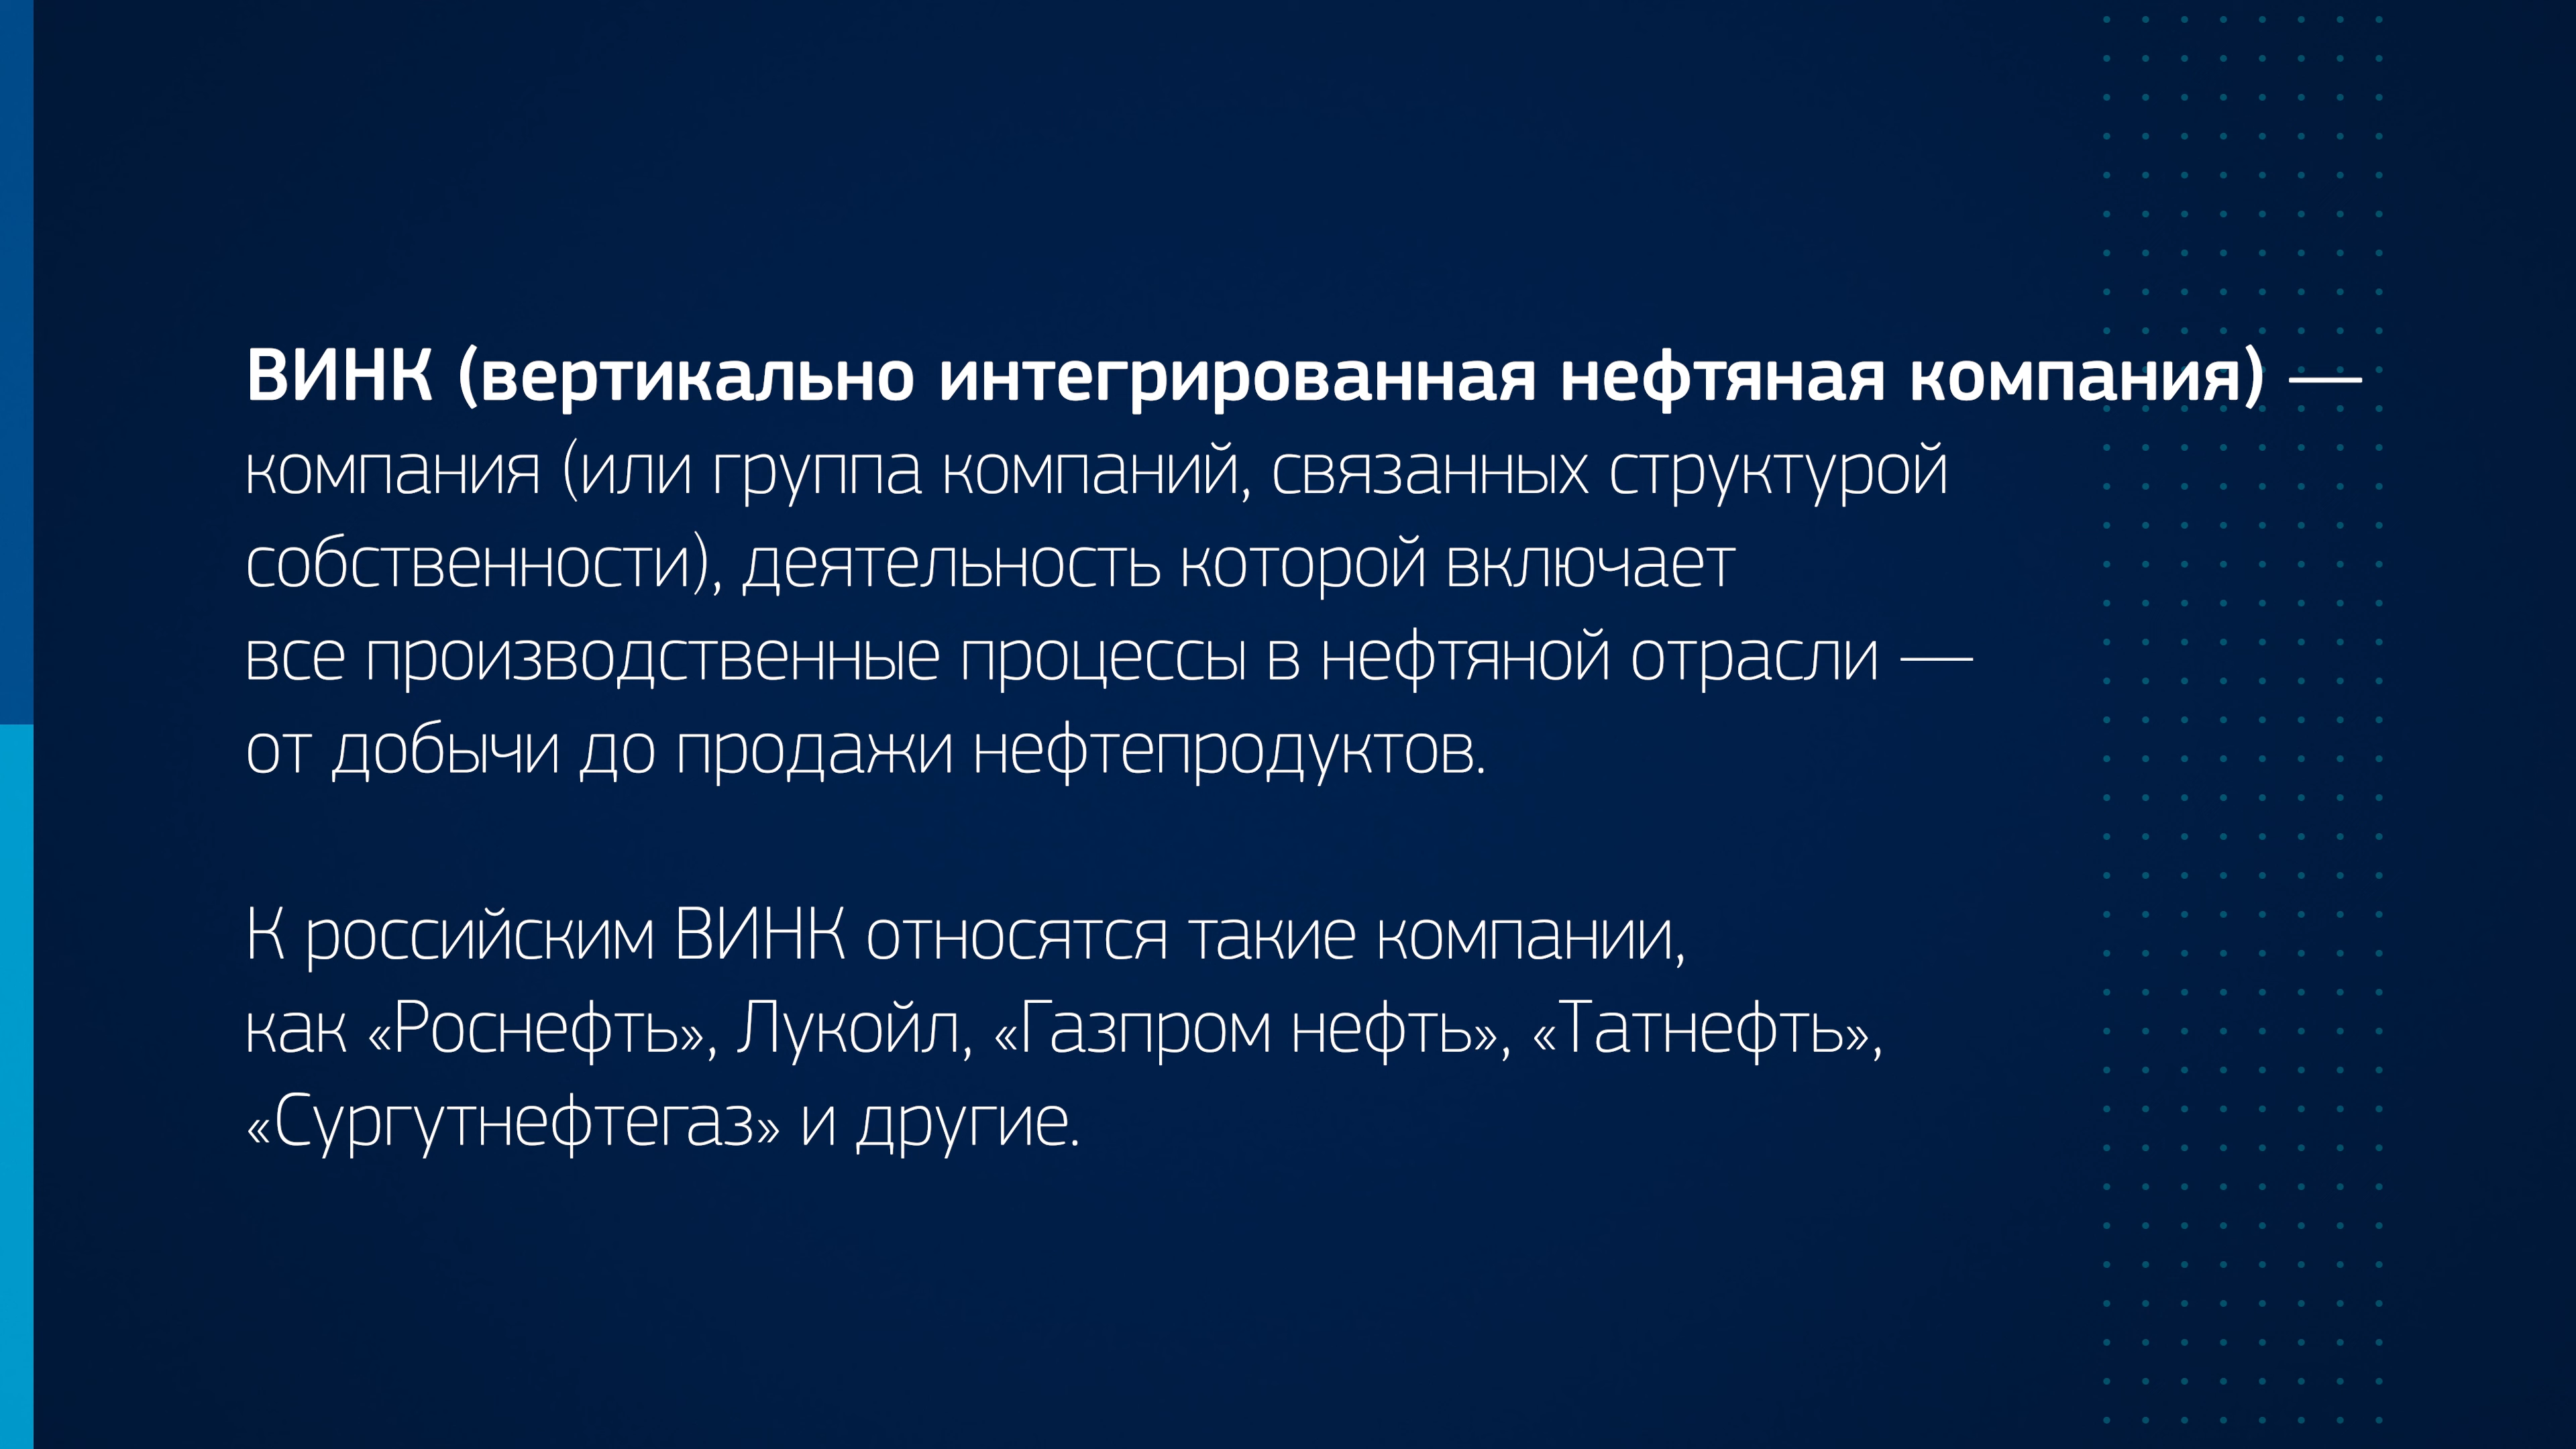 ВИНК (вертикально интегрированная нефтяная компания) —
компания (или группа компаний, связанных структурой
собственности), деятельность которой включает
все производственные процессы в нефтяной отрасли —
от добычи до продажи нефтепродуктов.
К российским ВИНК относятся такие компании,
как «Роснефть», Лукойл, «Газпром нефть», «Татнефть»,
«Сургутнефтегаз» и другие.